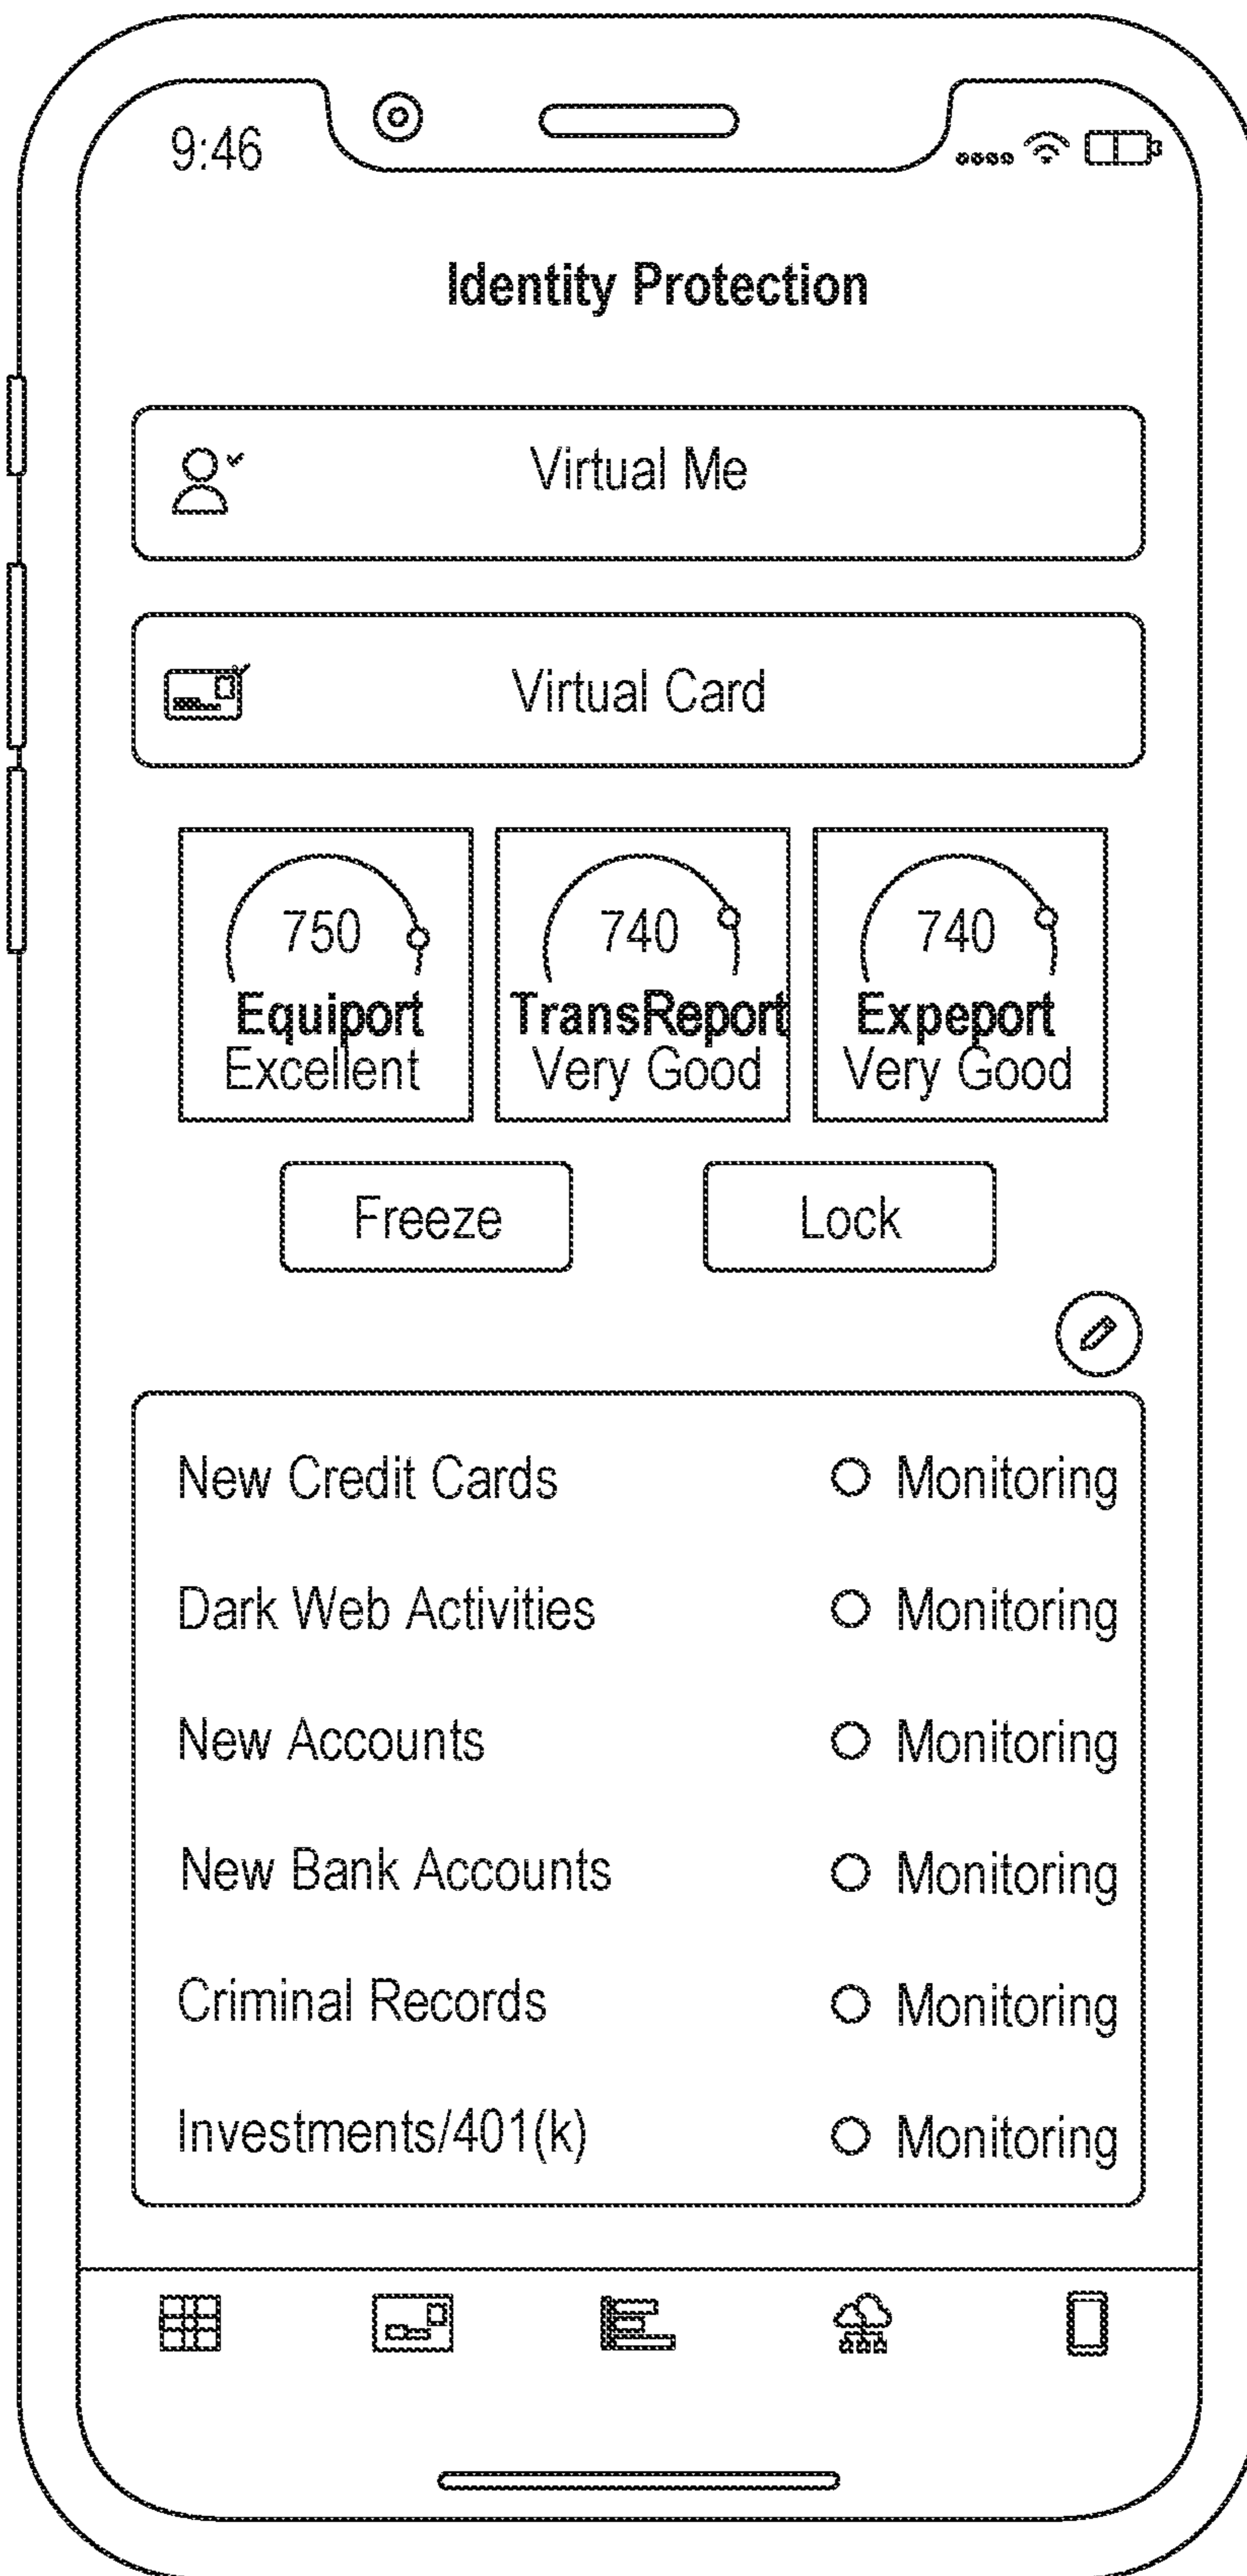 9:46
Identity Protection
Virtual Me
Virtual Card
750 740 740
Equiport TransReport Expeport
Excellent Very Good Very Good
Freeze Lock
New Credit Cards Monitoring
Dark Web Activities Monitoring
New Accounts Monitoring
New Bank Accounts Monitoring
Criminal Records Monitoring
Investments/401(k) Monitoring